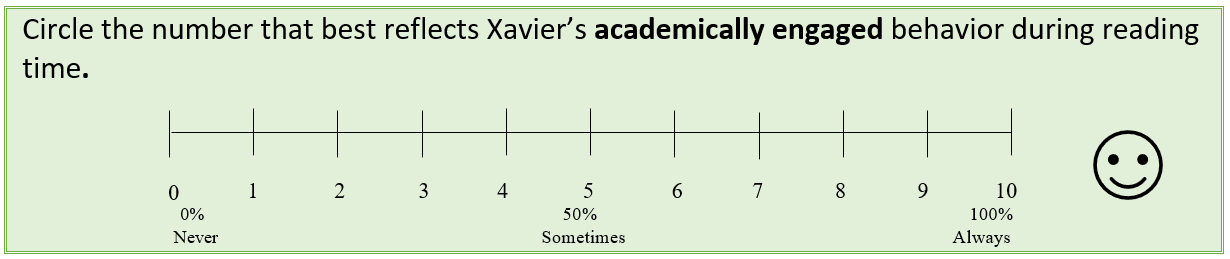 Circle the number that best reflects Xavier’s academically engaged behavior during reading
time.
0 1 2 3 4 5 6 7 8 9 10
0% 50% 100%
Never Sometimes Always